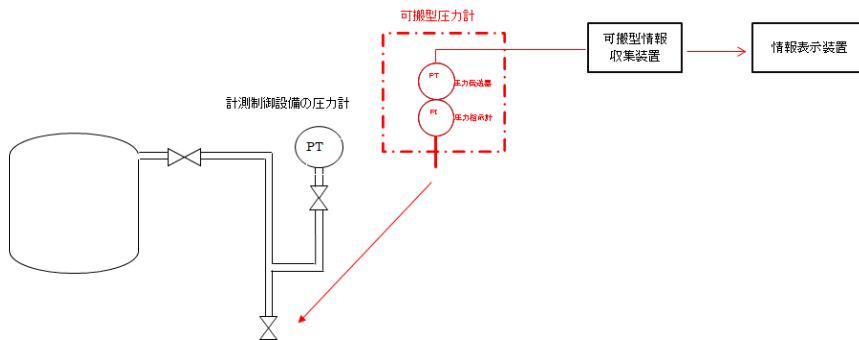 可搬型圧力計
可搬型情報
収集装置
情報表示装置
PT
圧力伝送器
PI
圧力指示計
計測制御設備の圧力計
PT